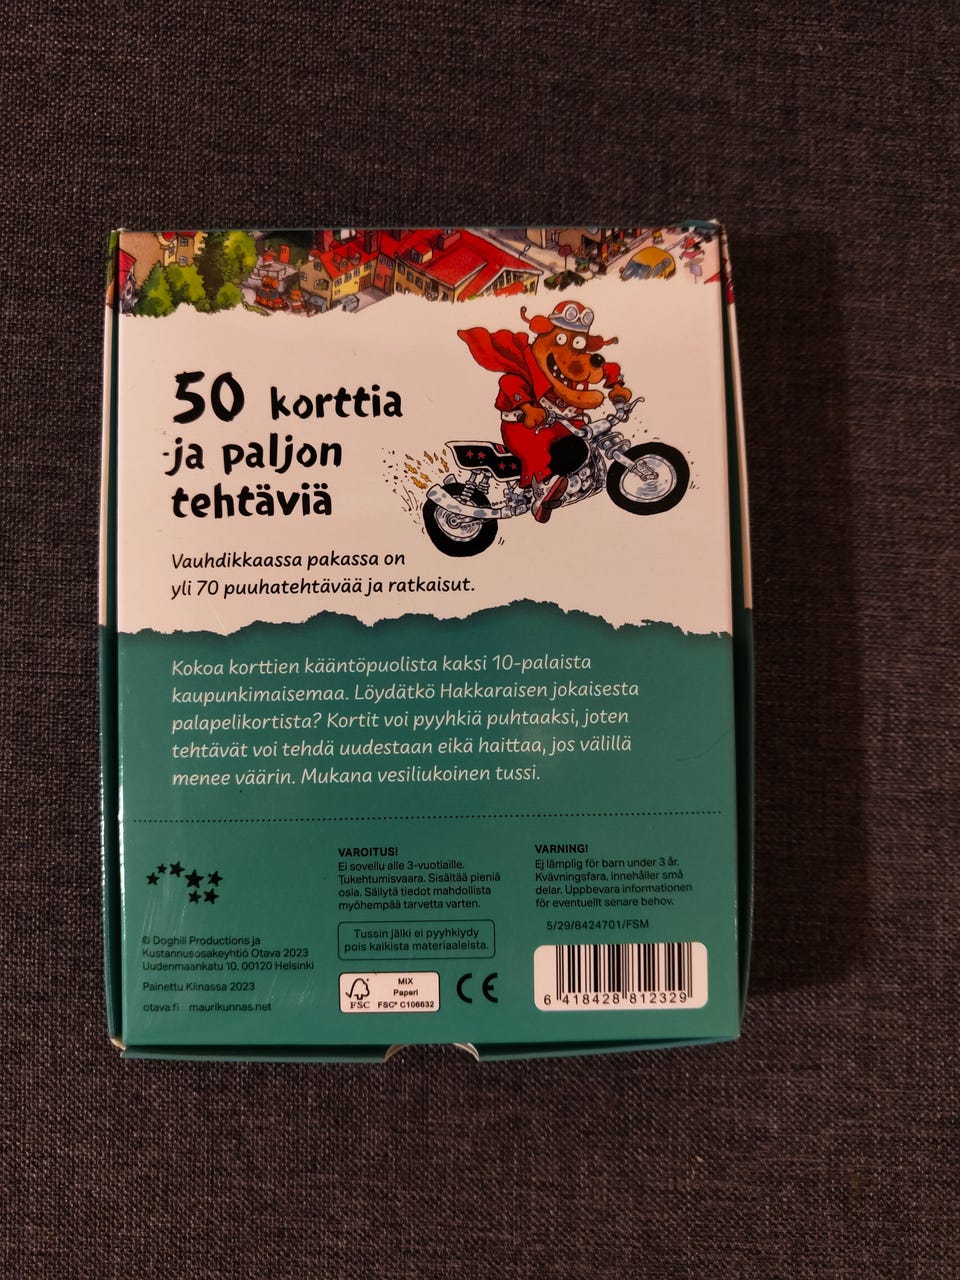 50 korttia
ja paljon
tehtäviä
Vauhdikkaassa pakassa on
yli 70 puuhatehtävää ja ratkaisut.
Kokoa korttien kääntöpuolista kaksi 10-palaista
kaupunkimaisemaa. Löydätkö Hakkaraisen jokaisesta
palapelikortista? Kortit voi pyyhkiä puhtaaksi, joten
tehtävät voi tehdä uudestaan eikä haittaa, jos välillä
menee väärin. Mukana vesiliukoinen tussi.
© Doghill Productions ja
Kustannusosakeyhtiö Otava 2023
Uudenmaankatu 10, 00120 Helsinki
Painettu Kiinassa 2023
otava.fi maurikunnas.net
VAROITUS!
Ei sovellu alle 3-vuotiaille.
Tukehtumisvaara. Sisältää pieniä
osia. Säilytä tiedot mahdollista
myöhempää tarvetta varten.
Tussin jälki ei pyyhkiydy
pois kaikista materiaaleista.
FSC
MIX
Paperi
FSC® C106632
CE
VARNING!
Ej lämplig för barn under 3 år.
Kvävningsfara, innehåller små
delar. Uppbevara informationen
för eventuellt senare behov.
5/29/8424701/FSM
6 418428 812329